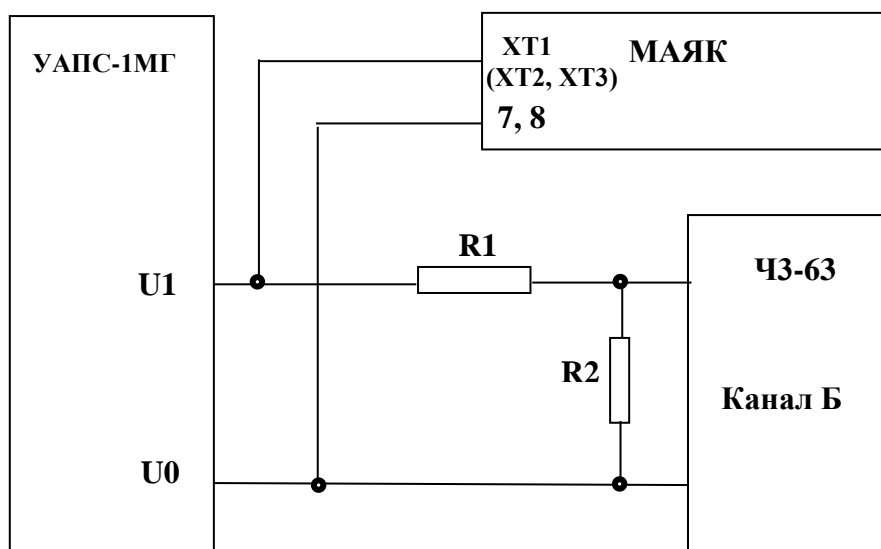 УАПС-1МГ
XT1
МАЯК
(XT2, XT3)
7, 8
R1
U1
Ч3-63
R2
Канал Б
U0